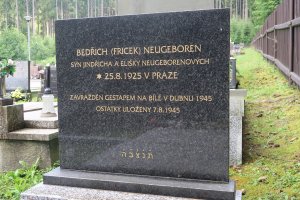 BEDŘICH (FRICEK) NEUGEBOREN
SYN JINDŘICHA A ELIŠKY NEUGEBORENOVÝCH
* 25.8.1925 V PRAZE
ZAVRAŽDĚN GESTAPEM NA BÍLÉ V DUBNU 1945
OSTATKY ULOŽENY 7.8.1945
ת נ צ ב ה